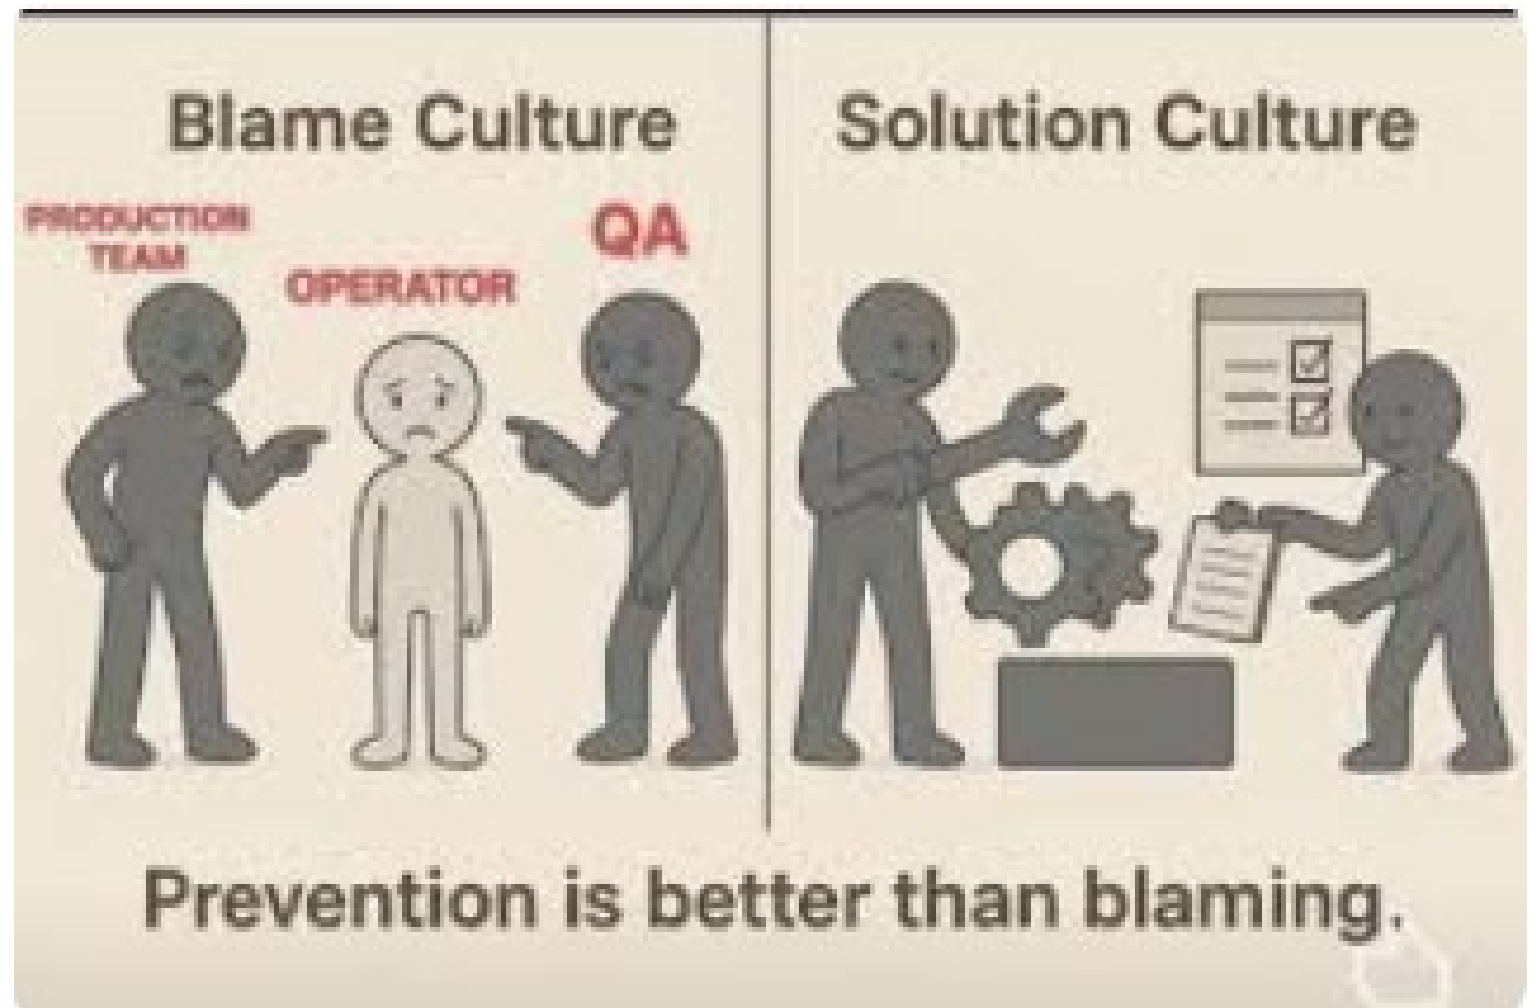 Blame Culture
Solution Culture
PRODUCTION
TEAM
OPERATOR
QA
Prevention is better than blaming.